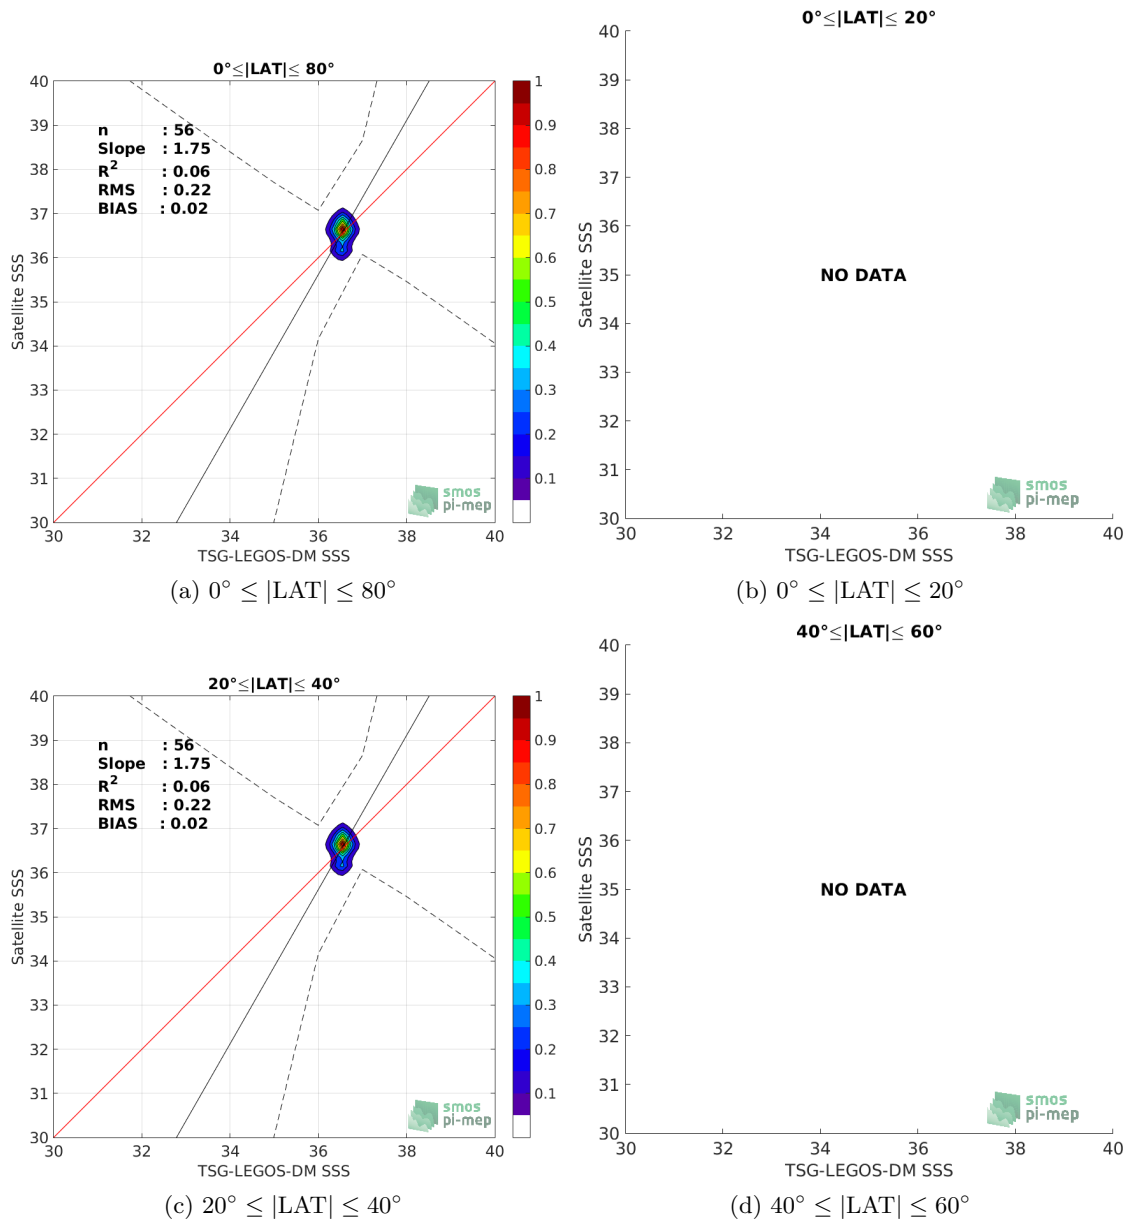 0°≤|LAT|≤ 80°
40
39
38
37
36
35
34
33
32
31
30
Satellite SSS
n : 56
Slope : 1.75
R² : 0.06
RMS : 0.22
BIAS : 0.02
smos
pi-mep
30 32 34 36 38 40
TSG-LEGOS-DM SSS
1
0.9
0.8
0.7
0.6
0.5
0.4
0.3
0.2
0.1
(a) 0° ≤ |LAT| ≤ 80°
0°≤|LAT|≤ 20°
40
39
38
37
36
35
34
33
32
31
30
Satellite SSS
NO DATA
smos
pi-mep
30 32 34 36 38 40
TSG-LEGOS-DM SSS
(b) 0° ≤ |LAT| ≤ 20°
20°≤|LAT|≤ 40°
40
39
38
37
36
35
34
33
32
31
30
Satellite SSS
n : 56
Slope : 1.75
R² : 0.06
RMS : 0.22
BIAS : 0.02
smos
pi-mep
30 32 34 36 38 40
TSG-LEGOS-DM SSS
1
0.9
0.8
0.7
0.6
0.5
0.4
0.3
0.2
0.1
(c) 20° ≤ |LAT| ≤ 40°
40°≤|LAT|≤ 60°
40
39
38
37
36
35
34
33
32
31
30
Satellite SSS
NO DATA
smos
pi-mep
30 32 34 36 38 40
TSG-LEGOS-DM SSS
(d) 40° ≤ |LAT| ≤ 60°